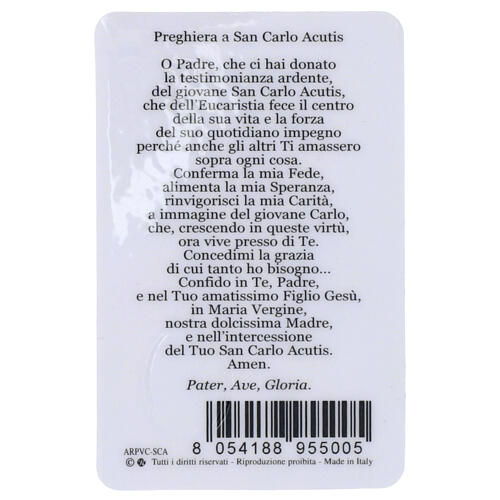 Preghiera a San Carlo Acutis
O Padre, che ci hai donato
la testimonianza ardente,
del giovane San Carlo Acutis,
che dell'Eucaristia fece il centro
della sua vita e la forza
del suo quotidiano impegno
perché anche gli altri Ti amassero
sopra ogni cosa.
Conferma la mia Fede,
alimenta la mia Speranza,
rinvigorisci la mia Carità,
a immagine del giovane Carlo,
che, crescendo in queste virtù,
ora vive presso di Te.
Concedimi la grazia
di cui tanto ho bisogno...
Confido in Te, Padre,
e nel Tuo amatissimo Figlio Gesù,
in Maria Vergine,
nostra dolcissima Madre,
e nell'intercessione
del Tuo San Carlo Acutis.
Amen.
Pater, Ave, Gloria.
ARPVC-SCA
8 054188 955005
© Tutti i diritti riservati - Riproduzione proibita - Made in Italy